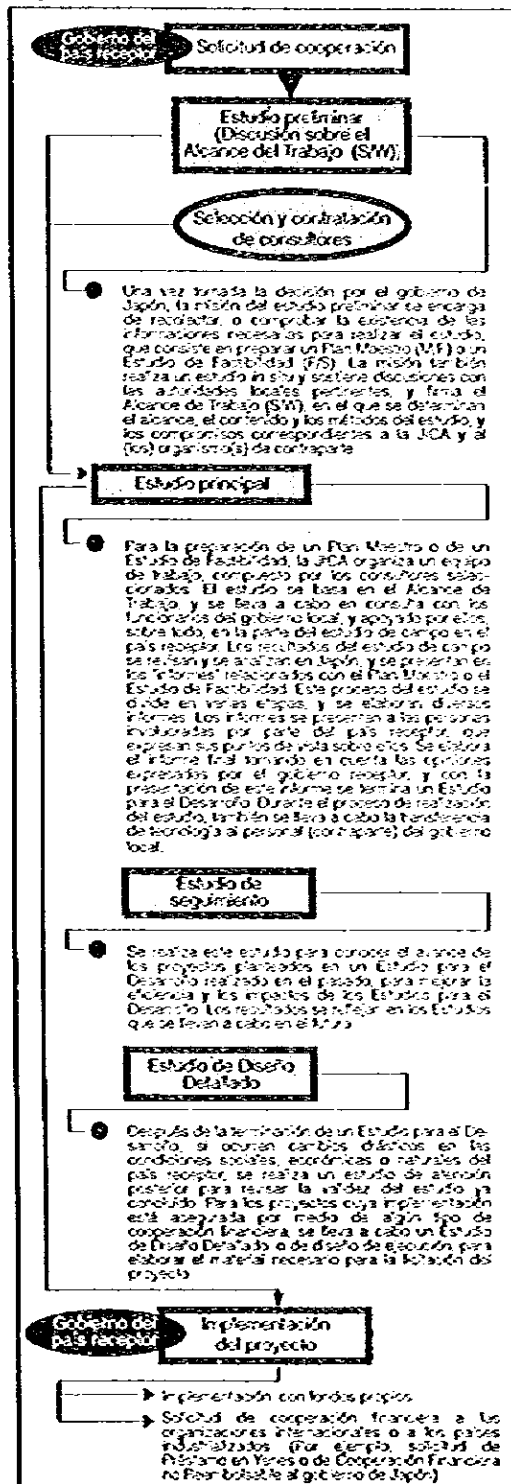 Gobierno del
país receptor
Solicitud de cooperación
Estudio preliminar
(Discusión sobre el
Alcance del Trabajo (S/W))
Selección y contratación
de consultores
Una vez tomada la decisión por el gobierno de
Japón, la misión del estudio preliminar se encarga
de recolectar, o comprobar la existencia de las
informaciones necesarias para realizar el estudio,
que consiste en preparar un Plan Maestro (M/P) o un
Estudio de Factibilidad (F/S). La misión también
realiza un estudio in situ y sostiene discusiones con
las autoridades locales pertinentes, y firma el
Alcance de Trabajo (S/W), en el que se determinan
el alcance, el contenido y los métodos del estudio, y
los compromisos correspondientes a la JICA y al
(los) organismo(s) de contraparte.
Estudio principal
Para la preparación de un Plan Maestro o de un
Estudio de Factibilidad, la JICA organiza un equipo
de trabajo, compuesto por los consultores selec-
cionados. El estudio se basa en el Alcance de
Trabajo, y se lleva a cabo en consulta con los
funcionarios del gobierno local, y apoyado por ellos,
sobre todo, en la parte del estudio de campo en el
país receptor. Los resultados del estudio de campo
se revisan y se analizan en Japón, y se presentan en
los "informes" relacionados con el Plan Maestro o el
Estudio de Factibilidad. Este proceso del estudio se
divide en varias etapas, y se elaboran diversos
informes. Los informes se presentan a las personas
involucradas por parte del país receptor, que
expresan sus puntos de vista sobre ellos. Se elabora
el informe final tomando en cuenta las opiniones
expresadas por el gobierno receptor, y con la
presentación de este informe se termina un Estudio
para el Desarrollo. Durante el proceso de realización
del estudio, también se lleva a cabo la transferencia
de tecnología al personal (contraparte) del gobierno
local.
Estudio de
seguimiento
Se realiza este estudio para conocer el avance de
los proyectos planteados en un Estudio para el
Desarrollo realizado en el pasado, para mejorar la
eficiencia y los impactos de los Estudios para el
Desarrollo. Los resultados se reflejan en los Estudios
que se llevan a cabo en el futuro.
Estudio de Diseño
Detallado
Después de la terminación de un Estudio para el De-
sarrollo, si ocurren cambios drásticos en las
condiciones sociales, económicas o naturales del
país receptor, se realiza un estudio de atención
posterior para revisar la validez del estudio ya
concluido. Para los proyectos cuya implementación
está asegurada por medio de algún tipo de
cooperación financiera, se lleva a cabo un Estudio
de Diseño Detallado o de diseño de ejecución, para
elaborar el material necesario para la licitación del
proyecto.
Gobierno del
país receptor
Implementación
del proyecto
Implementación con fondos propios
Solicitud de cooperación financiera a las
organizaciones internacionales o a los países
industrializados (Por ejemplo, solicitud de
Préstamo en Yenes o de Cooperación Financiera
no Reembolsable al gobierno de Japón)